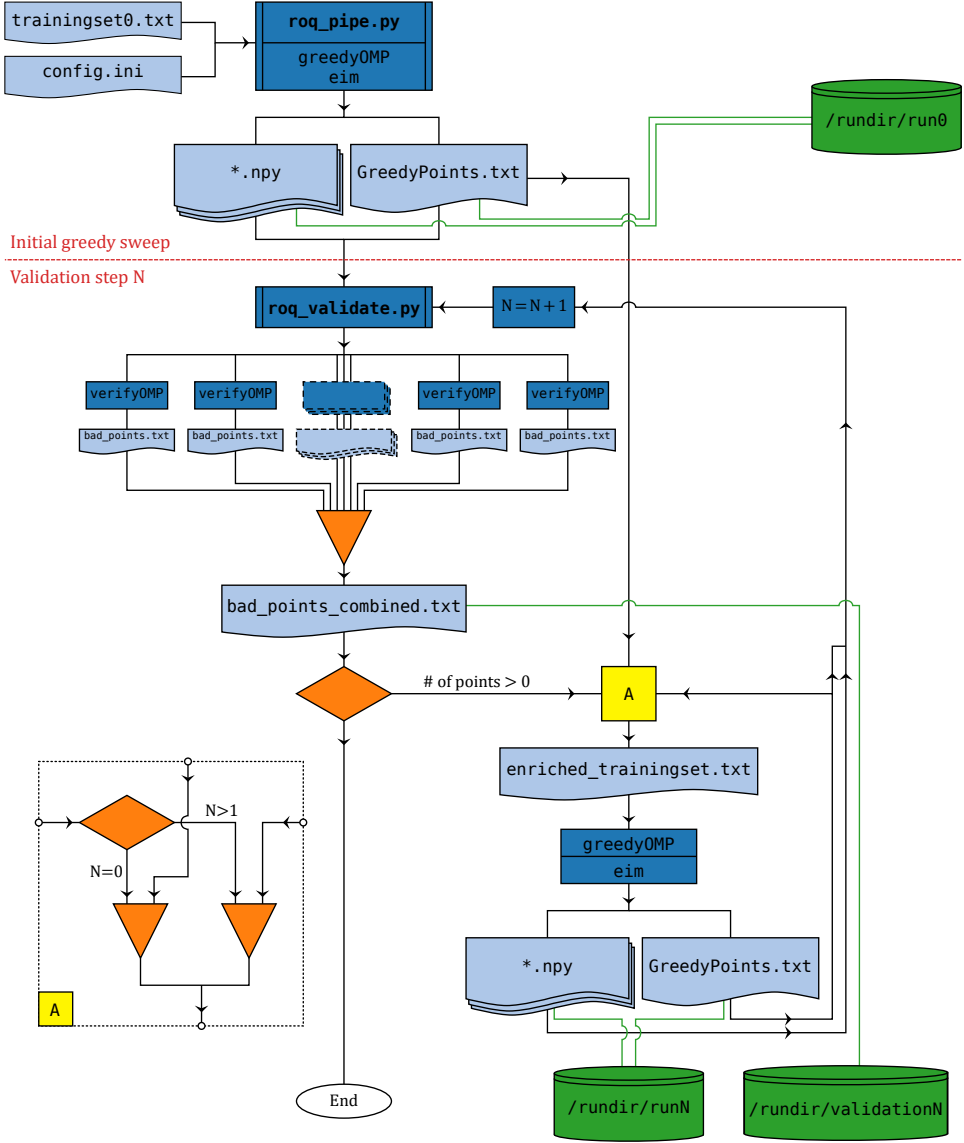 trainingset0.txt
config.ini
roq_pipe.py
greedyOMP
eim
/rundir/run0
*.npy
GreedyPoints.txt
Initial greedy sweep
Validation step N
roq_validate.py
N=N+1
verifyOMP
verifyOMP
verifyOMP
verifyOMP
bad_points.txt
bad_points.txt
bad_points.txt
bad_points.txt
bad_points_combined.txt
# of points > 0
A
enriched_trainingset.txt
N>1
N=0
greedyOMP
eim
*.npy
GreedyPoints.txt
A
End
/rundir/runN
/rundir/validationN